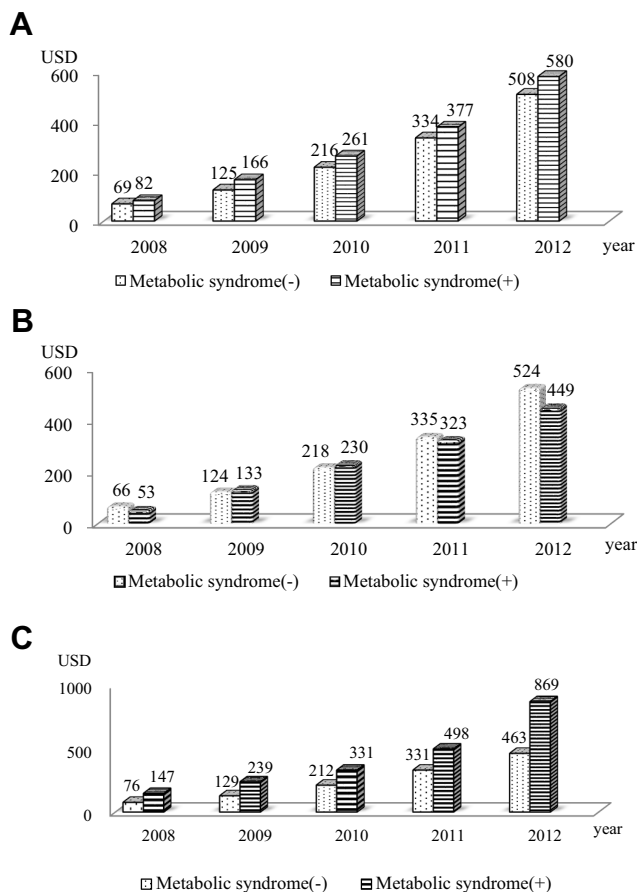 A
USD
600
400
200
0
69 82
125 166
216 261
334 377
508 580
2008 2009 2010 2011 2012 year
Metabolic syndrome(-) Metabolic syndrome(+)
B
USD
600
400
200
0
66 53
124 133
218 230
335 323
524 449
2008 2009 2010 2011 2012 year
Metabolic syndrome(-) Metabolic syndrome(+)
C
USD
1000
500
0
76 147
129 239
212 331
331 498
463 869
2008 2009 2010 2011 2012 year
Metabolic syndrome(-) Metabolic syndrome(+)